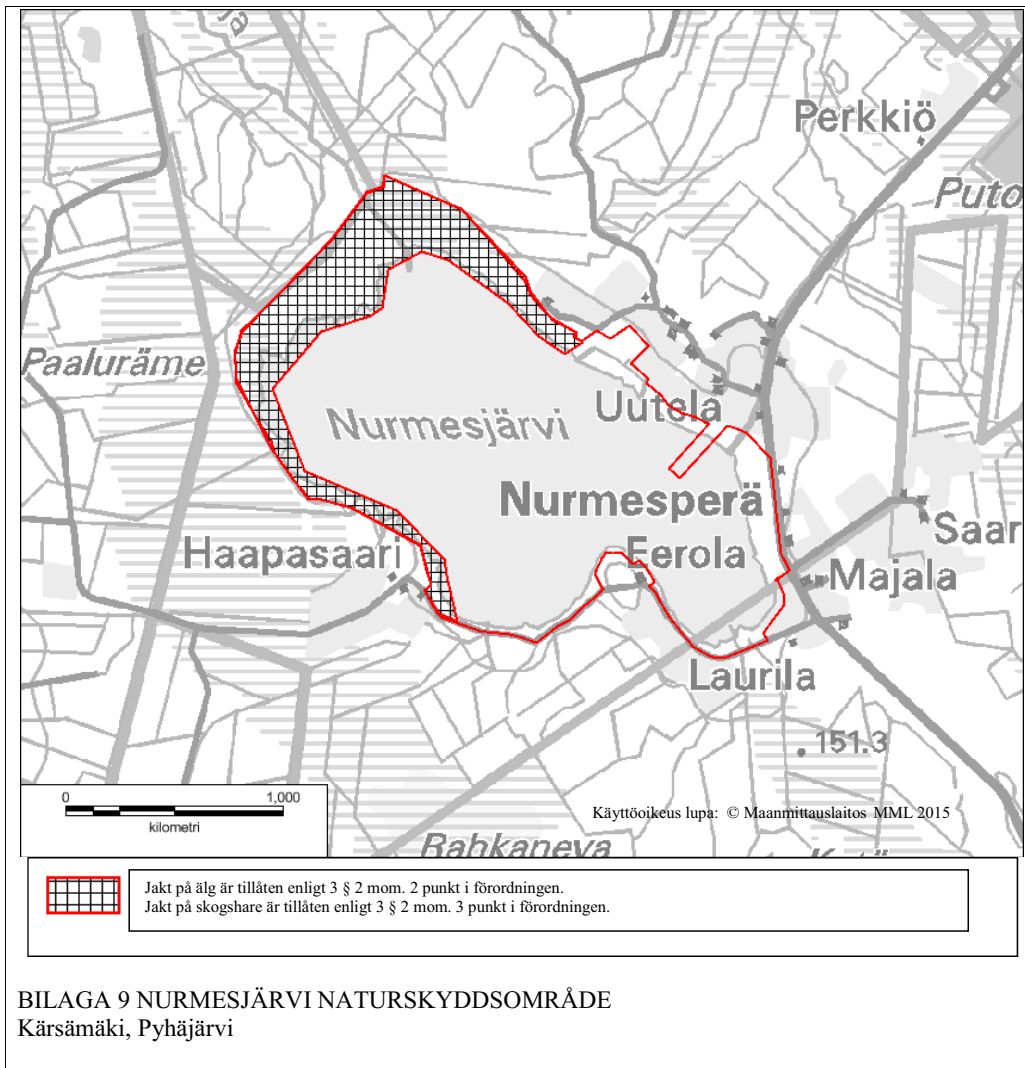 Perkkiö
Puto
Paaluräme
Nurmesjärvi
Uutela
Nurmesperä
Haapasaari
Eerola
Saar
Majala
Laurila
151.3
0 1,000
kilometri
Käyttöoikeus lupa: © Maanmittauslaitos MML 2015
Rahkaneva
Jakt på älg är tillåten enligt 3 § 2 mom. 2 punkt i förordningen.
Jakt på skogshare är tillåten enligt 3 § 2 mom. 3 punkt i förordningen.
BILAGA 9 NURMESJÄRVI NATURSKYDDSOMRÅDE
Kärsämäki, Pyhäjärvi